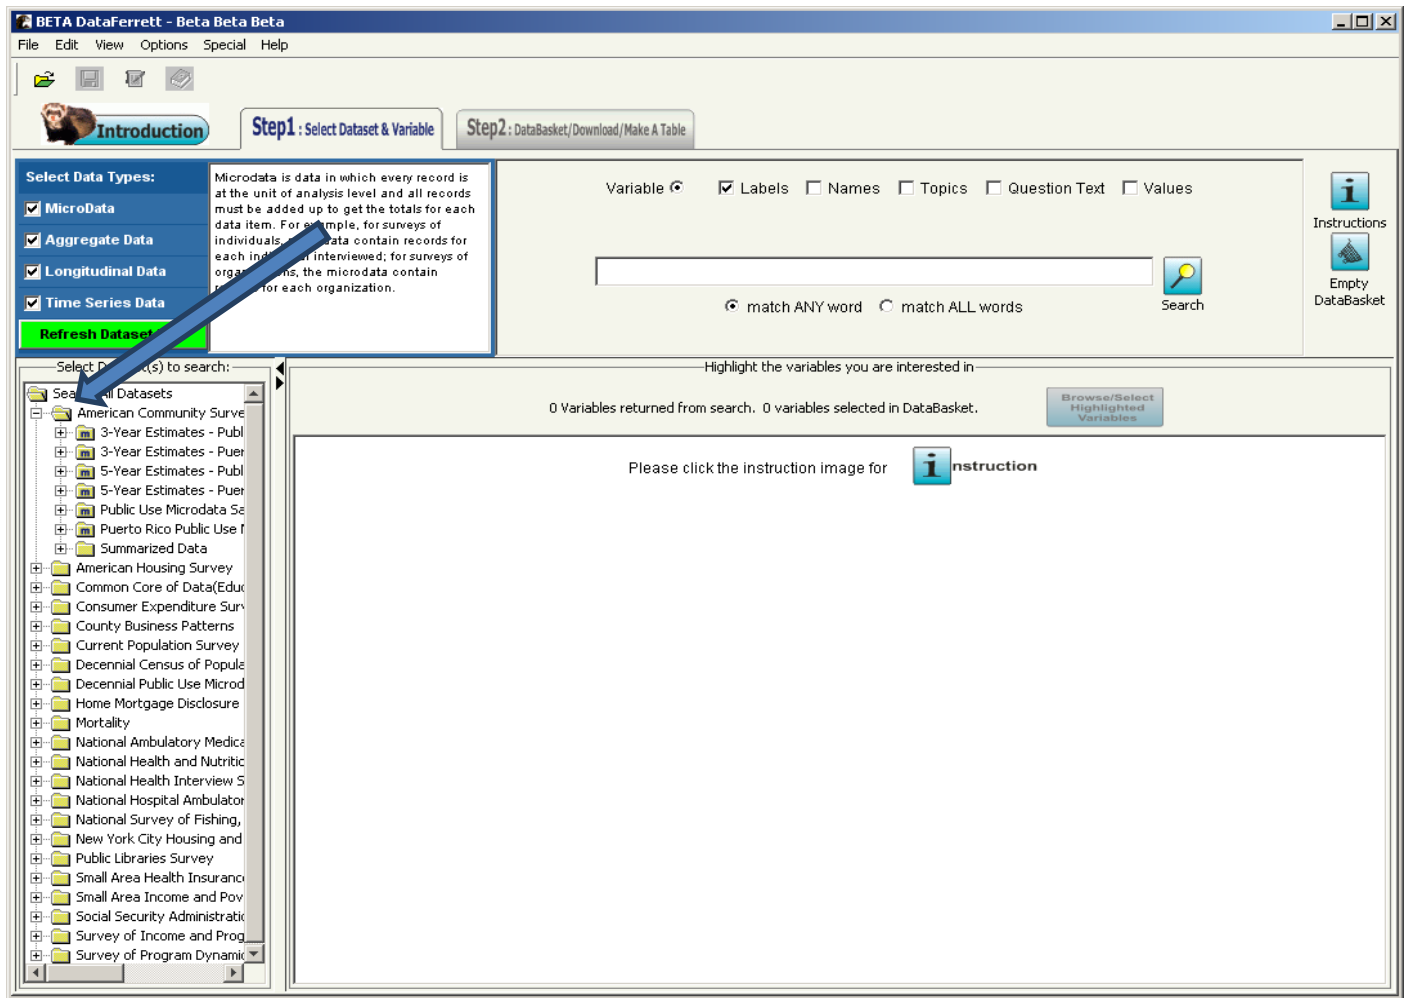 BETA DataFerrett - Beta Beta Beta
File Edit View Options Special Help
Introduction
Step1 : Select Dataset & Variable
Step2 : DataBasket/Download/Make A Table
Select Data Types:
MicroData
Aggregate Data
Longitudinal Data
Time Series Data
Refresh Dataset
Microdata is data in which every record is
at the unit of analysis level and all records
must be added up to get the totals for each
data item. For example, for surveys of
individuals, data contain records for
each interviewed; for surveys of
the microdata contain
for each organization.
Variable Labels Names Topics Question Text Values
match ANY word match ALL words
Search
Instructions
Empty
DataBasket
Select (s) to search:
All Datasets
American Community Surve
3-Year Estimates - Publ
3-Year Estimates - Puer
5-Year Estimates - Publ
5-Year Estimates - Puer
Public Use Microdata Sa
Puerto Rico Public Use M
Summarized Data
American Housing Survey
Common Core of Data(Educ
Consumer Expenditure Surv
County Business Patterns
Current Population Survey
Decennial Census of Popula
Decennial Public Use Microd
Home Mortgage Disclosure
Mortality
National Ambulatory Medica
National Health and Nutritic
National Health Interview S
National Hospital Ambulator
National Survey of Fishing,
New York City Housing and
Public Libraries Survey
Small Area Health Insurance
Small Area Income and Pov
Social Security Administratio
Survey of Income and Prog
Survey of Program Dynamic
Highlight the variables you are interested in
0 Variables returned from search. 0 variables selected in DataBasket.
Browse/Select
Highlighted
Variables
Please click the instruction image for
instruction